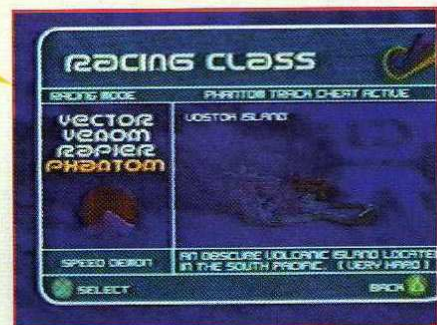 RACING CLASS
RACING MODE
PHANTOM TRACK CHEAT ACTIVE
VECTOR
VENOM
RAPIER
PHANTOM
VOSTOK ISLAND
SPEED DEMON
AN OBSCURE VOLCANIC ISLAND LOCATED
IN THE SOUTH PACIFIC. (VERY HARD)
SELECT
BACK